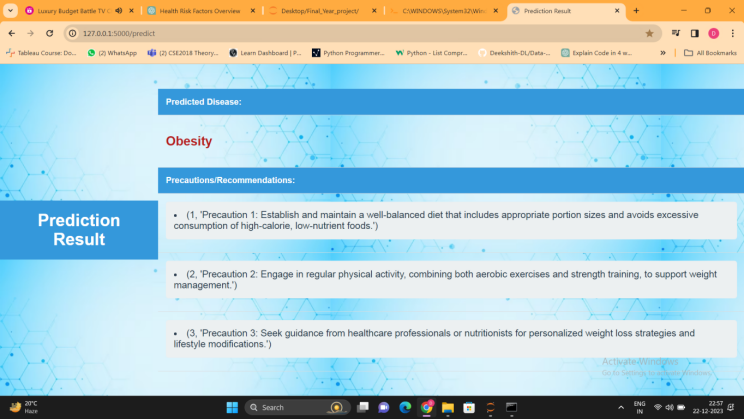 Luxury Budget Battle TV C
Health Risk Factors Overview
Desktop/Final_Year_project/
C:\WINDOWS\System32\Wind
Prediction Result
127.0.0.1:5000/predict
Tableau Course: Do...
(2) WhatsApp
(2) CSE2018 Theory...
Learn Dashboard | P...
Python Programmer...
Python - List Compr...
Deekshith-DL/Data-...
Explain Code in 4 w...
»
All Bookmarks
Predicted Disease:
Obesity
Precautions/Recommendations:
Prediction
Result
• (1, 'Precaution 1: Establish and maintain a well-balanced diet that includes appropriate portion sizes and avoids excessive
consumption of high-calorie, low-nutrient foods.')
• (2, 'Precaution 2: Engage in regular physical activity, combining both aerobic exercises and strength training, to support weight
management.')
• (3, 'Precaution 3: Seek guidance from healthcare professionals or nutritionists for personalized weight loss strategies and
lifestyle modifications.')
Activate Windows
Go to Settings to activate Windows.
20°C
Haze
Search
ENG
IN
22:57
22-12-2023